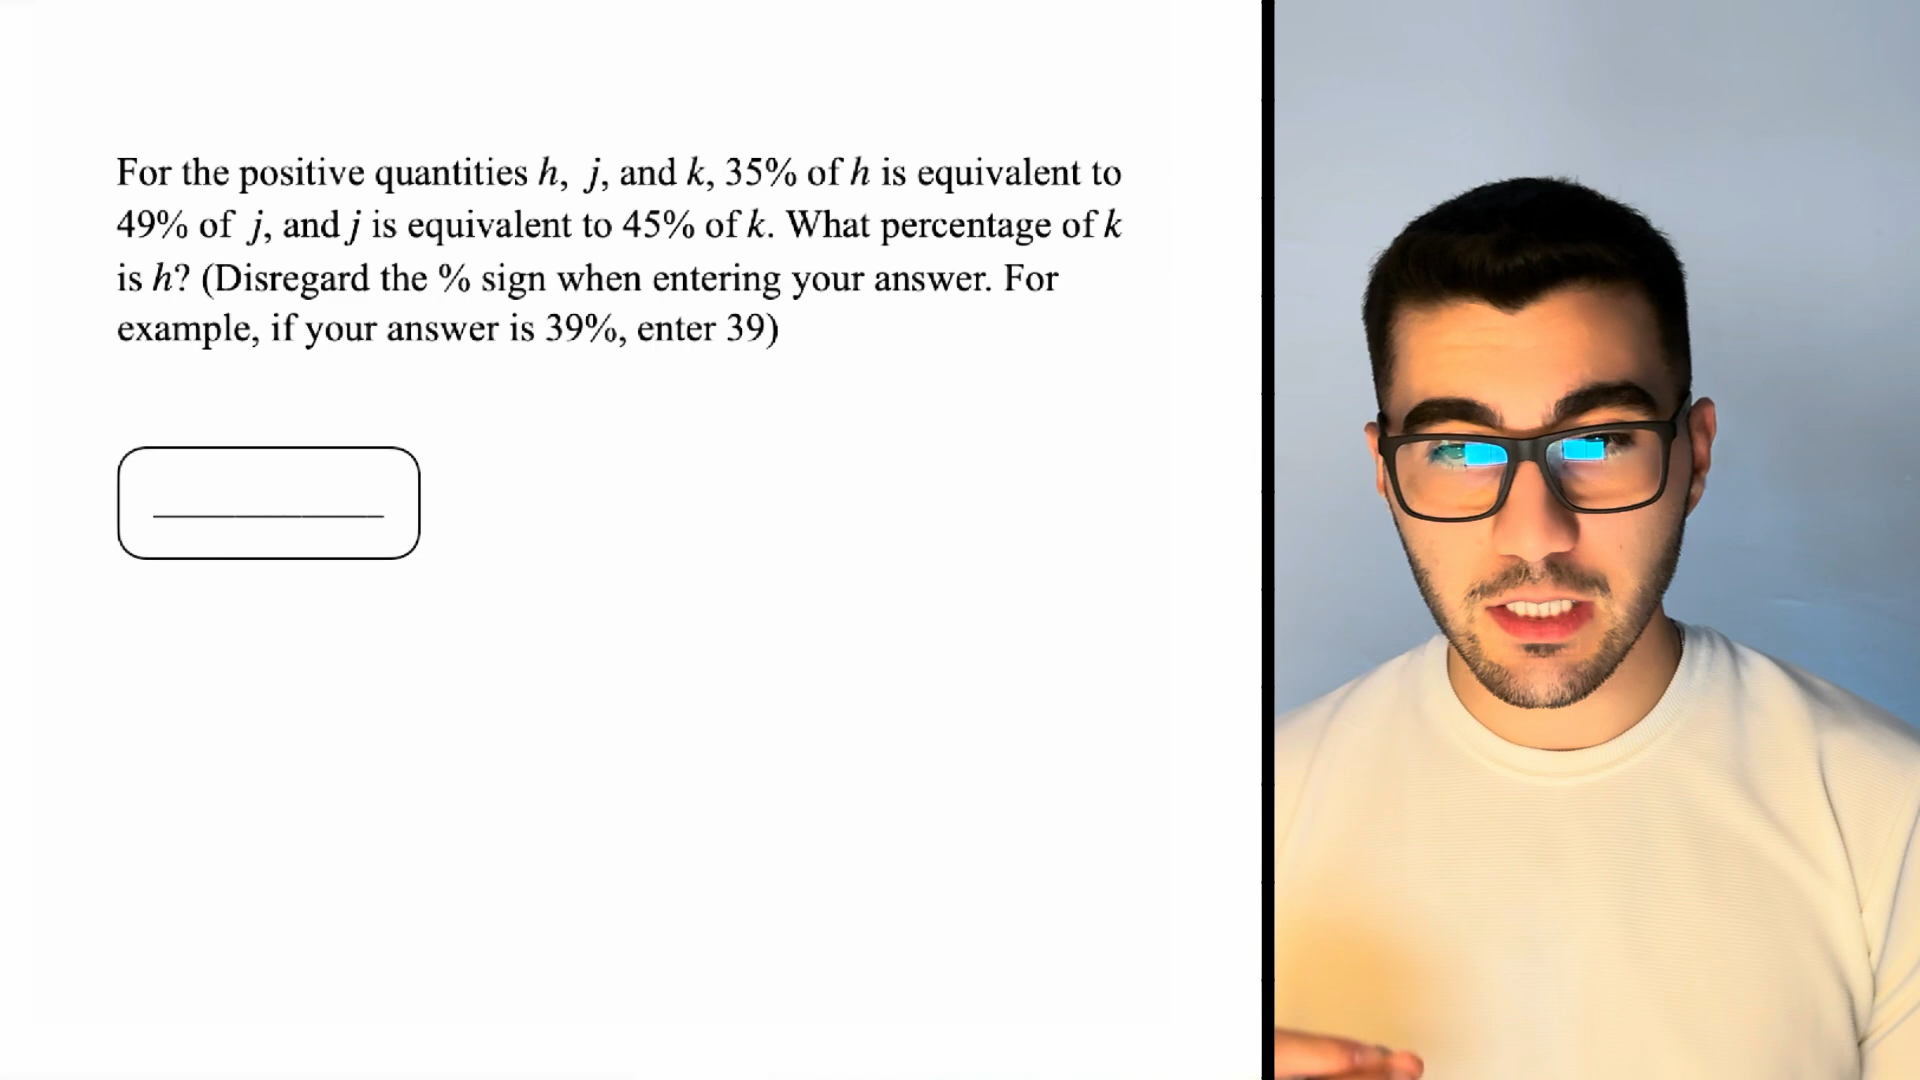 For the positive quantities h, j, and k, 35% of h is equivalent to
49% of j, and j is equivalent to 45% of k. What percentage of k
is h? (Disregard the % sign when entering your answer. For
example, if your answer is 39%, enter 39)